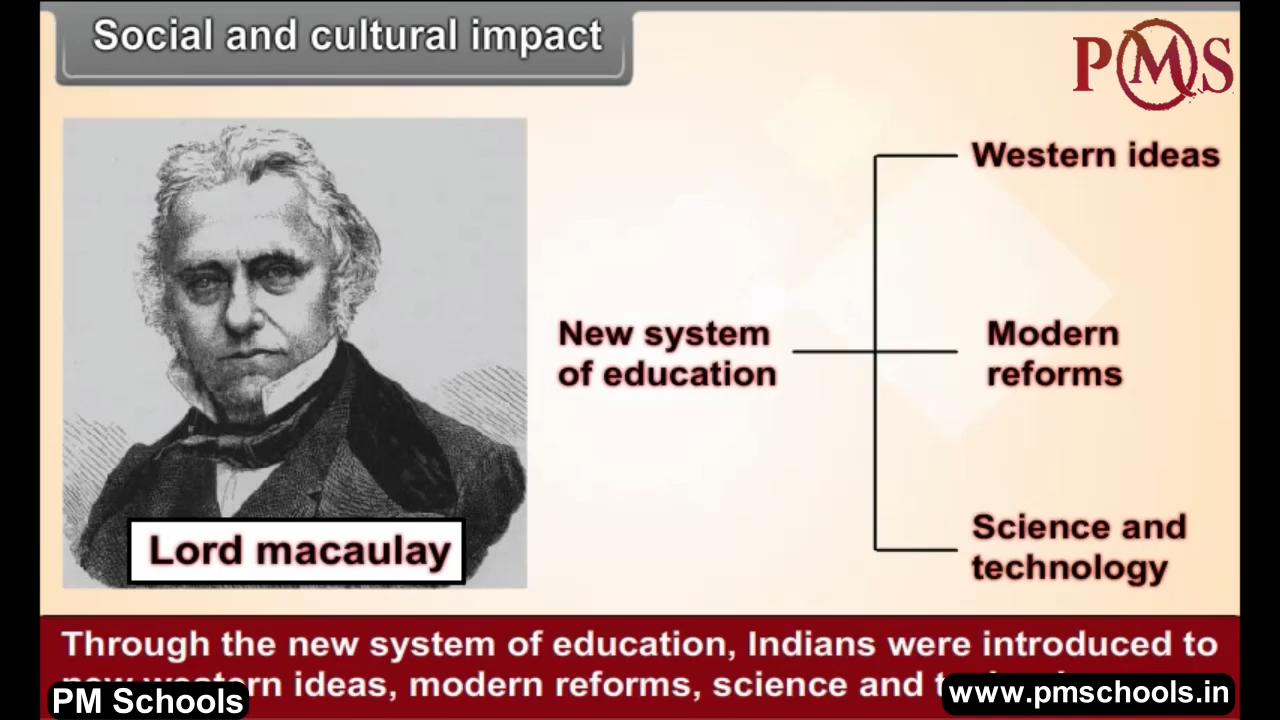 Social and cultural impact
PMS
Western ideas
New system
of education
Modern
reforms
Science and
technology
Lord macaulay
Through the new system of education, Indians were introduced to
ideas, modern reforms, science and
PM Schools
www.pmschools.in